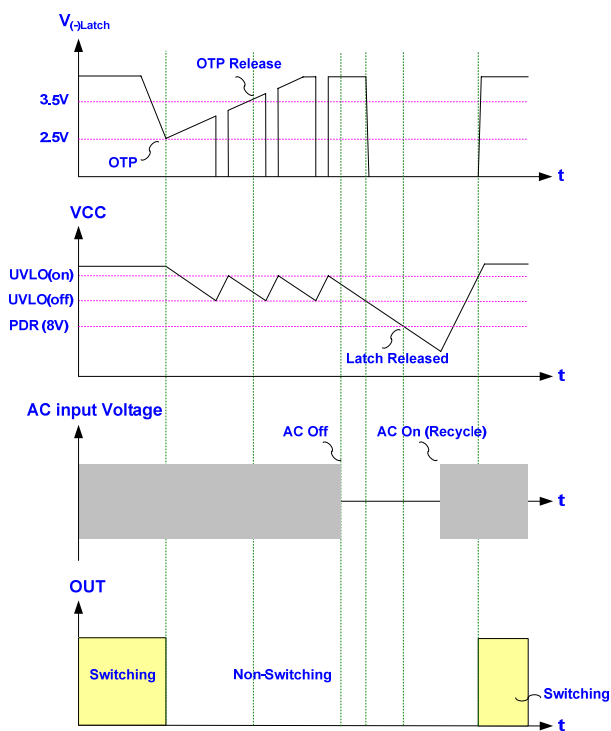 V(-)Latch
OTP Release
3.5V
2.5V
OTP
t
VCC
UVLO(on)
UVLO(off)
PDR (8V)
Latch Released
t
AC input Voltage
AC Off
AC On (Recycle)
t
OUT
Switching
Non-Switching
Switching
t